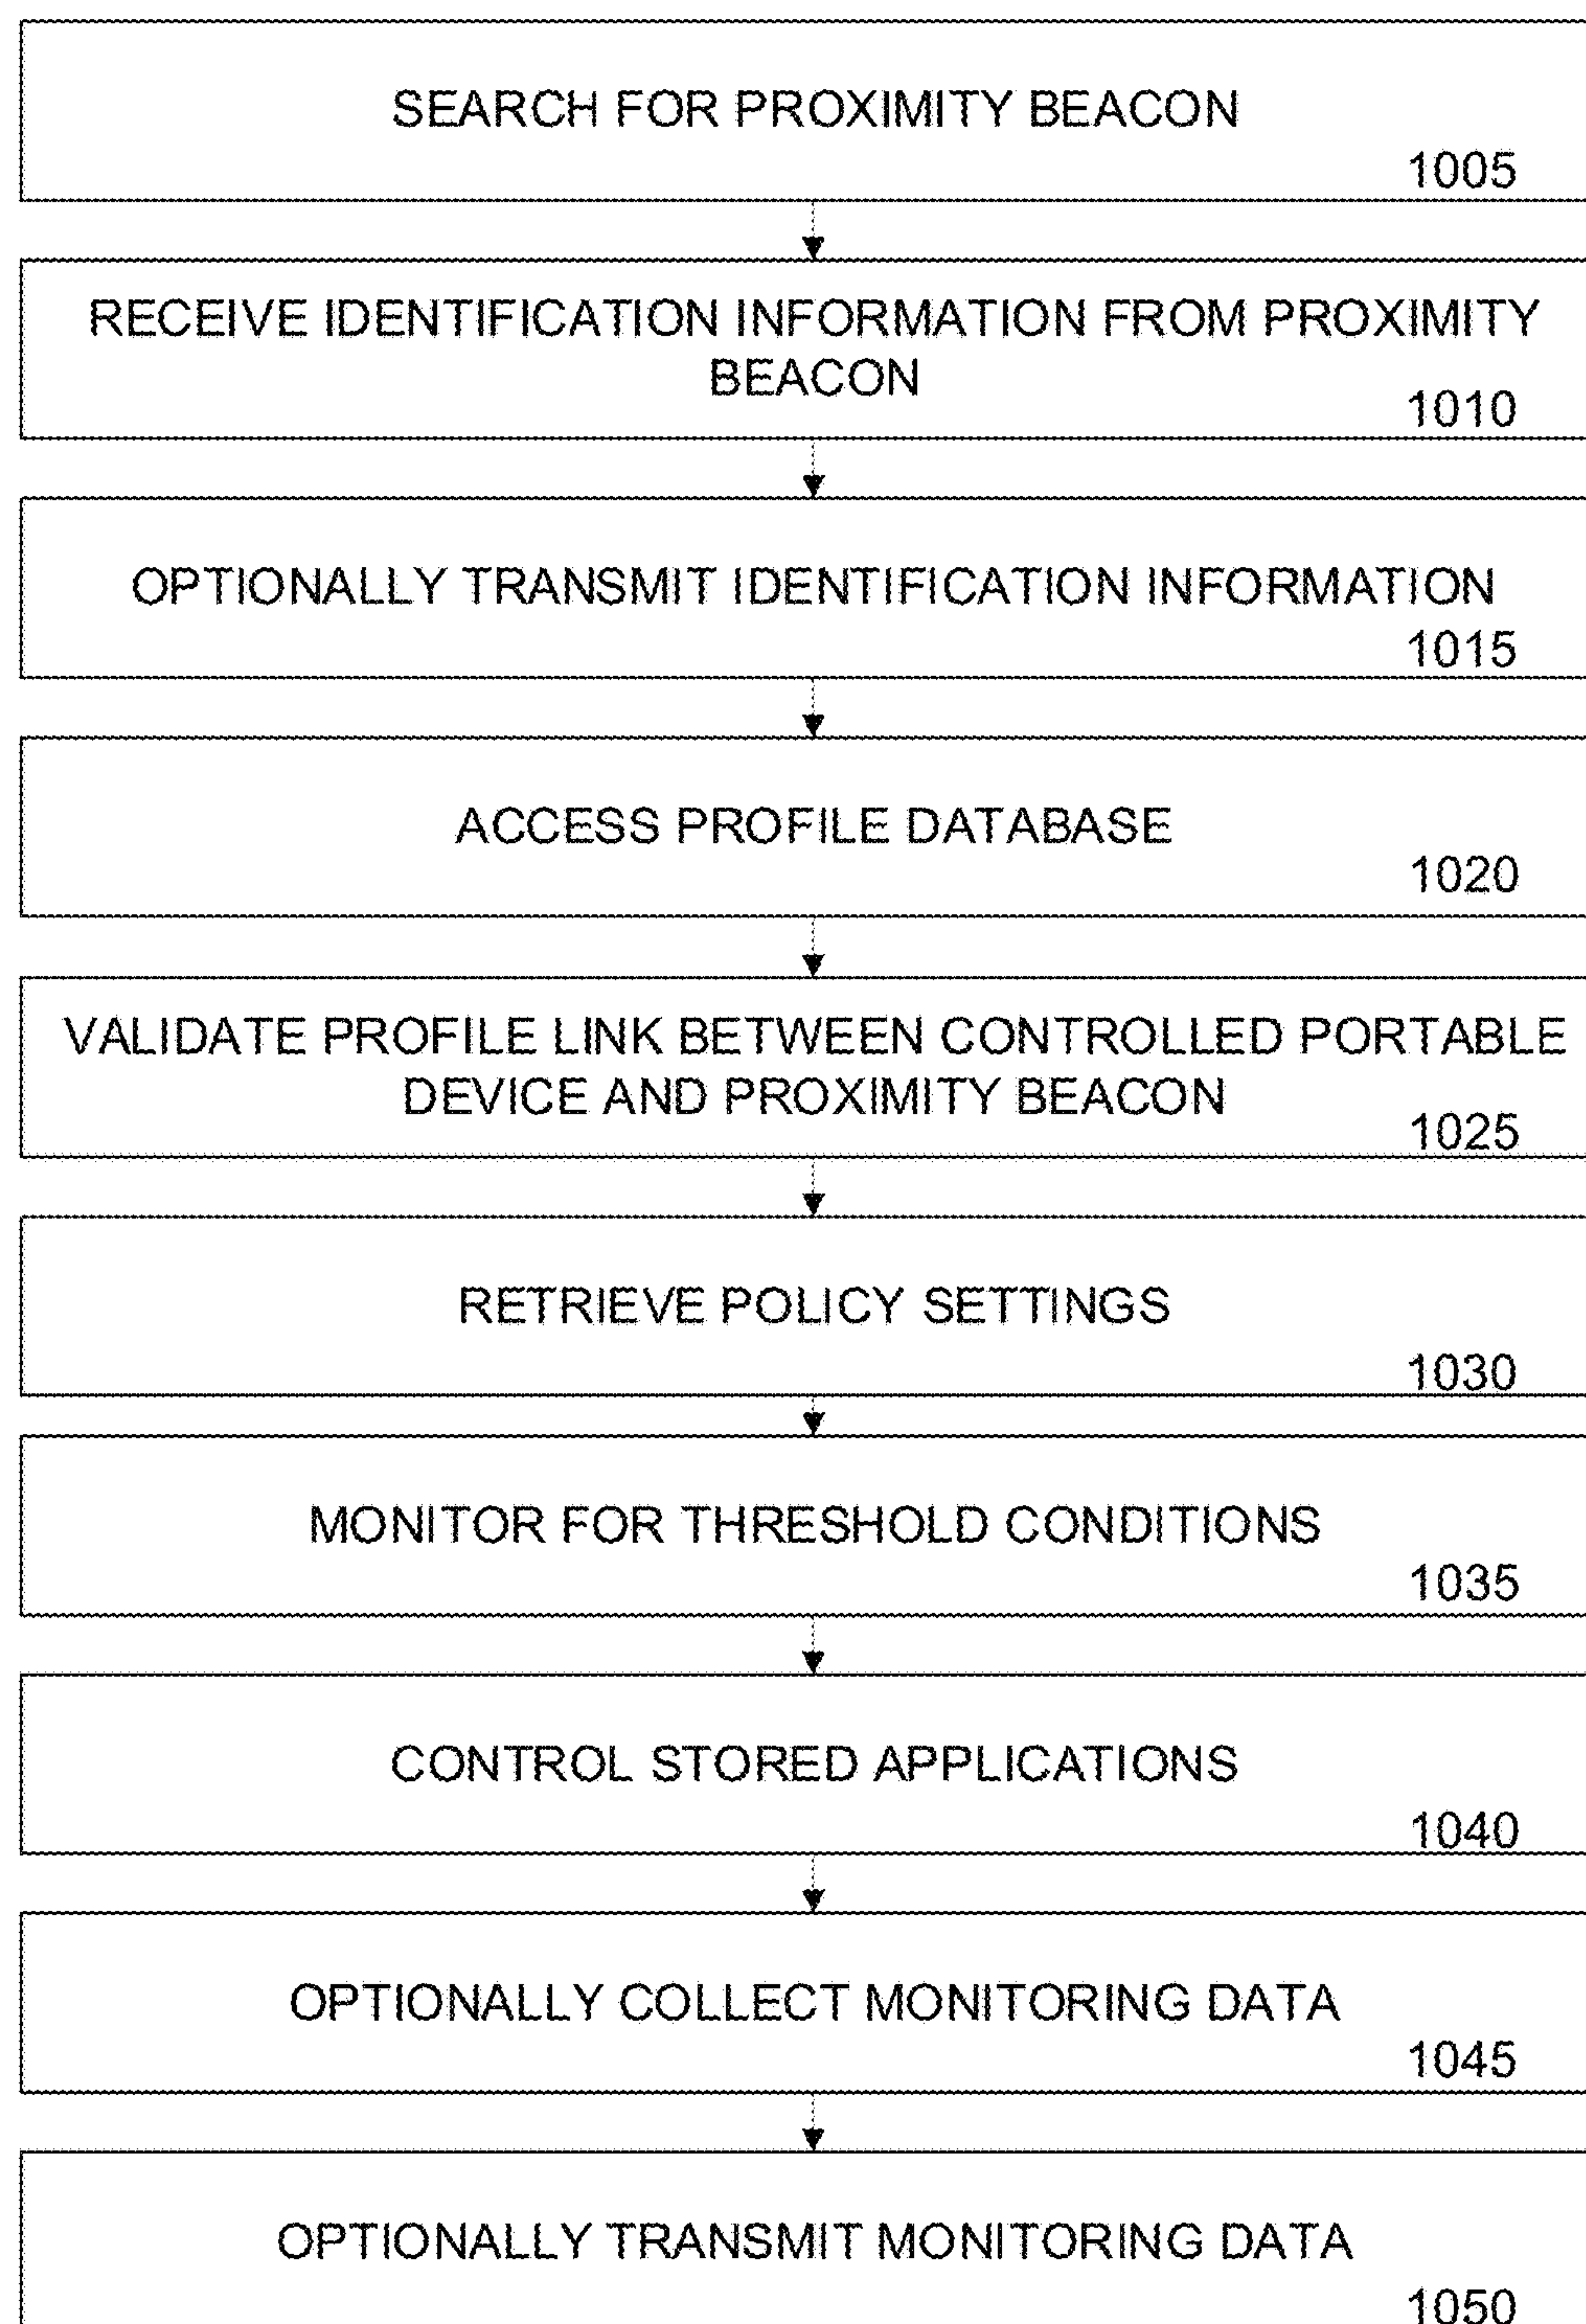 SEARCH FOR PROXIMITY BEACON
1005
RECEIVE IDENTIFICATION INFORMATION FROM PROXIMITY
BEACON
1010
OPTIONALLY TRANSMIT IDENTIFICATION INFORMATION
1015
ACCESS PROFILE DATABASE
1020
VALIDATE PROFILE LINK BETWEEN CONTROLLED PORTABLE
DEVICE AND PROXIMITY BEACON
1025
RETRIEVE POLICY SETTINGS
1030
MONITOR FOR THRESHOLD CONDITIONS
1035
CONTROL STORED APPLICATIONS
1040
OPTIONALLY COLLECT MONITORING DATA
1045
OPTIONALLY TRANSMIT MONITORING DATA
1050